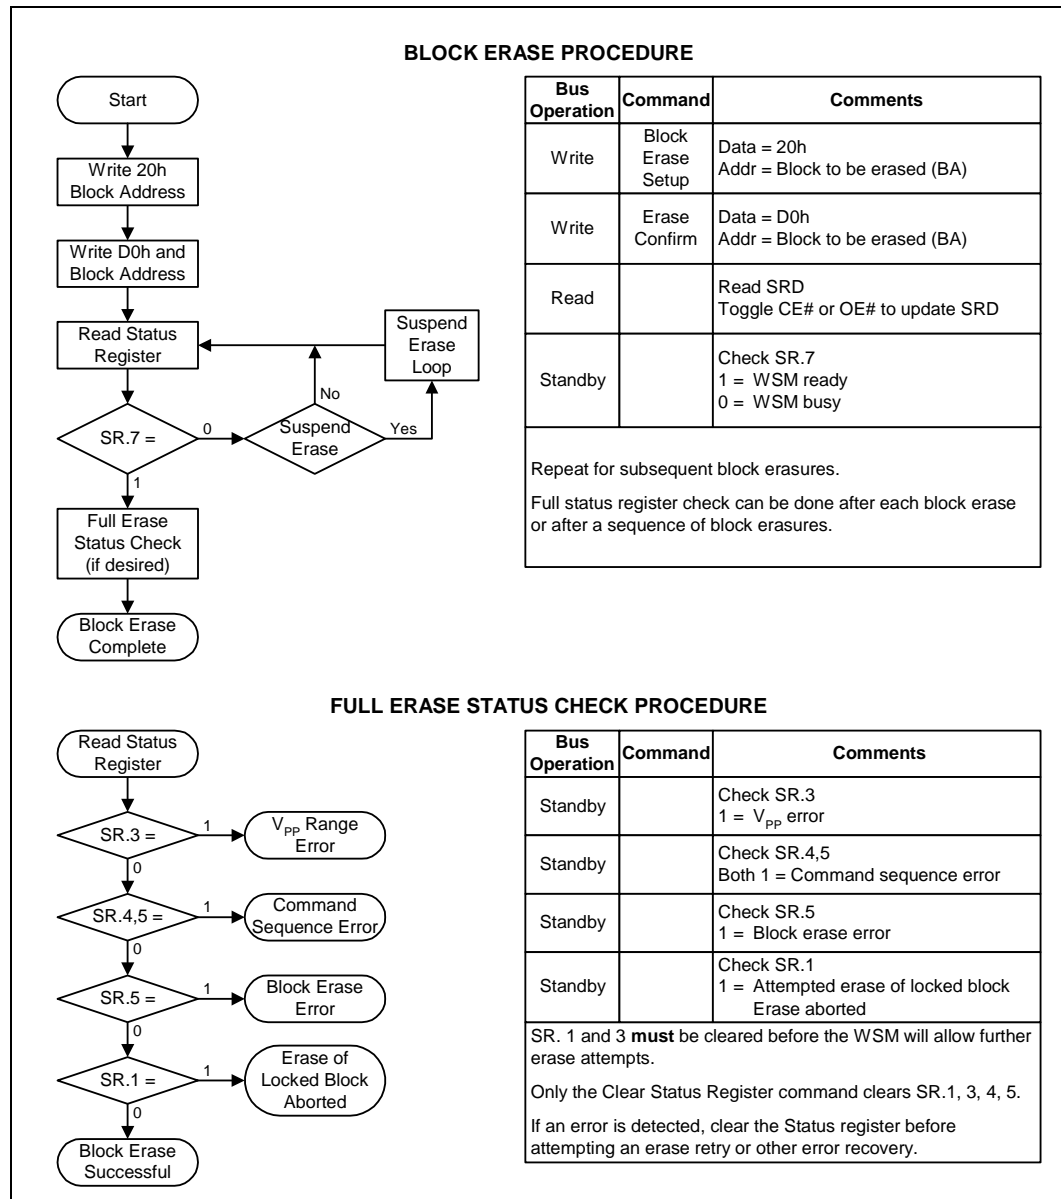 BLOCK ERASE PROCEDURE
Start
Write 20h
Block Address
Write D0h and
Block Address
Read Status
Register
Suspend
Erase
Loop
No
SR.7 =
0
Suspend
Erase
Yes
1
Full Erase
Status Check
(if desired)
Block Erase
Complete
Bus
Operation
Command
Comments
Write
Block
Erase
Setup
Data = 20h
Addr = Block to be erased (BA)
Write
Erase
Confirm
Data = D0h
Addr = Block to be erased (BA)
Read
Read SRD
Toggle CE# or OE# to update SRD
Standby
Check SR.7
1 = WSM ready
0 = WSM busy
Repeat for subsequent block erasures.
Full status register check can be done after each block erase
or after a sequence of block erasures.
FULL ERASE STATUS CHECK PROCEDURE
Read Status
Register
SR.3 =
1
VPP Range
Error
0
SR.4,5 =
1
Command
Sequence Error
0
SR.5 =
1
Block Erase
Error
0
SR.1 =
1
Erase of
Locked Block
Aborted
0
Block Erase
Successful
Bus
Operation
Command
Comments
Standby
Check SR.3
1 = VPP error
Standby
Check SR.4,5
Both 1 = Command sequence error
Standby
Check SR.5
1 = Block erase error
Standby
Check SR.1
1 = Attempted erase of locked block
Erase aborted
SR. 1 and 3 must be cleared before the WSM will allow further
erase attempts.
Only the Clear Status Register command clears SR.1, 3, 4, 5.
If an error is detected, clear the Status register before
attempting an erase retry or other error recovery.